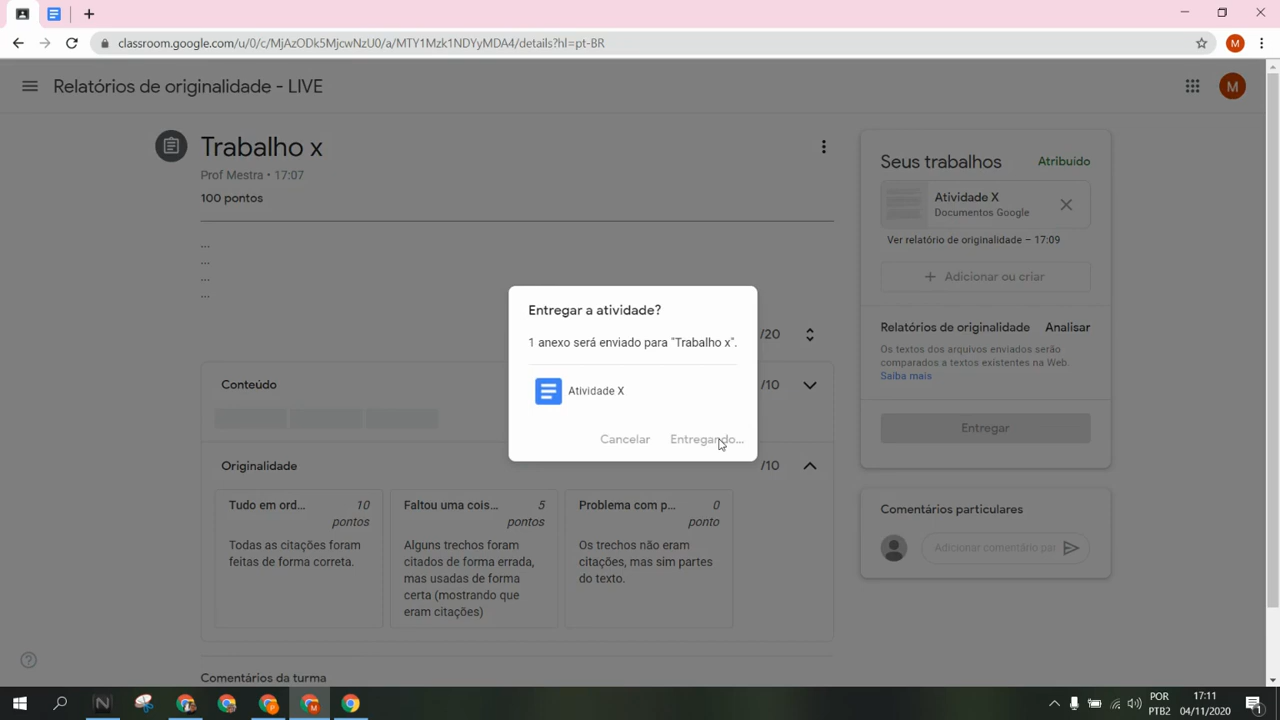 classroom.google.com/u/0/c/MjAzODk5MjcwNzU0/a/MTY1Mzk1NDYyMDA4/details?hl=pt-BR
M
Relatórios de originalidade - LIVE
M
Trabalho x
Prof Mestra • 17:07
100 pontos
...
...
...
...
/20
Conteúdo
/10
Originalidade
/10
Tudo em ord...
10
pontos
Todas as citações foram
feitas de forma correta.
Faltou uma cois...
5
pontos
Alguns trechos foram
citados de forma errada,
mas usadas de forma
certa (mostrando que
eram citações)
Problema com p...
0
ponto
Os trechos não eram
citações, mas sim partes
do texto.
Comentários da turma
Entregar a atividade?
1 anexo será enviado para "Trabalho x".
Atividade X
Cancelar
Entregando...
Seus trabalhos
Atribuído
Atividade X
Documentos Google
Ver relatório de originalidade – 17:09
+ Adicionar ou criar
Relatórios de originalidade
Analisar
Os textos dos arquivos enviados são
comparados a textos existentes na Web.
Saiba mais
Entregar
Comentários particulares
Adicionar comentário par
POR
PTB2
17:11
04/11/2020
1